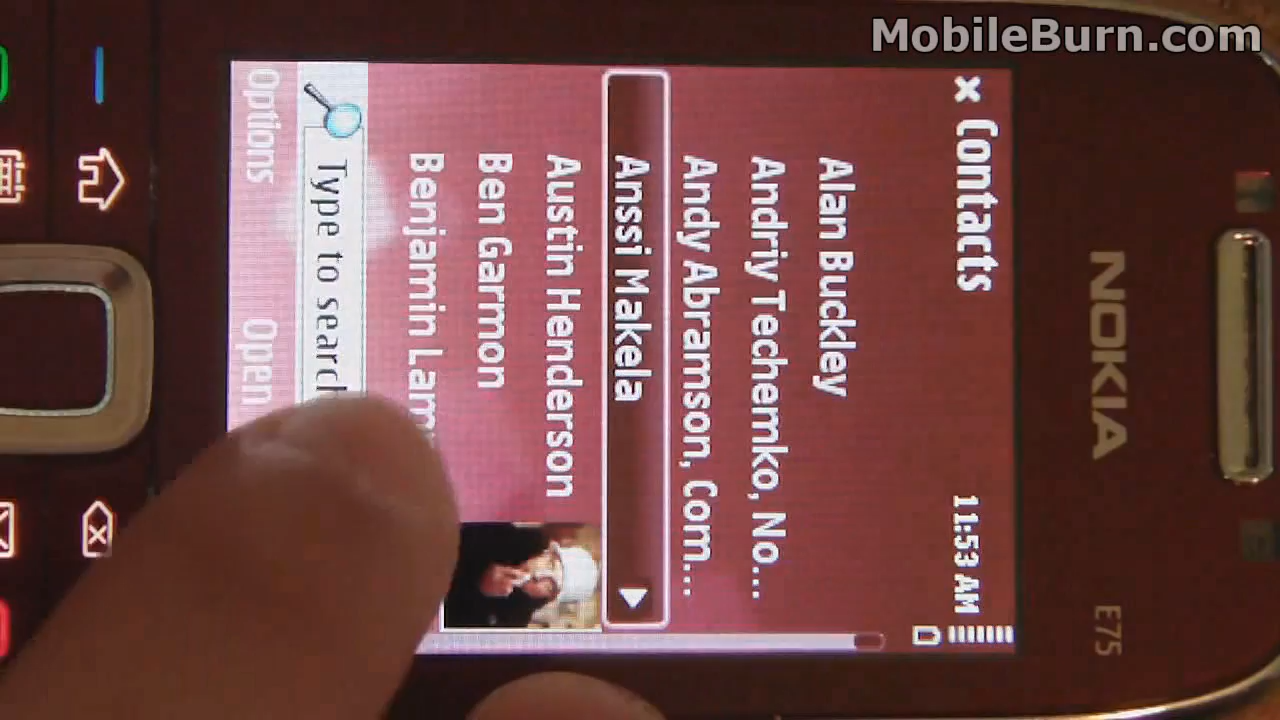 MobileBurn.com
NOKIA
E75
Contacts
11:53 AM
Alan Buckley
Andriy Techemko, No...
Andy Abramson, Com...
Anssi Makela
Austin Henderson
Ben Garmon
Benjamin
Type to search
Options
Open